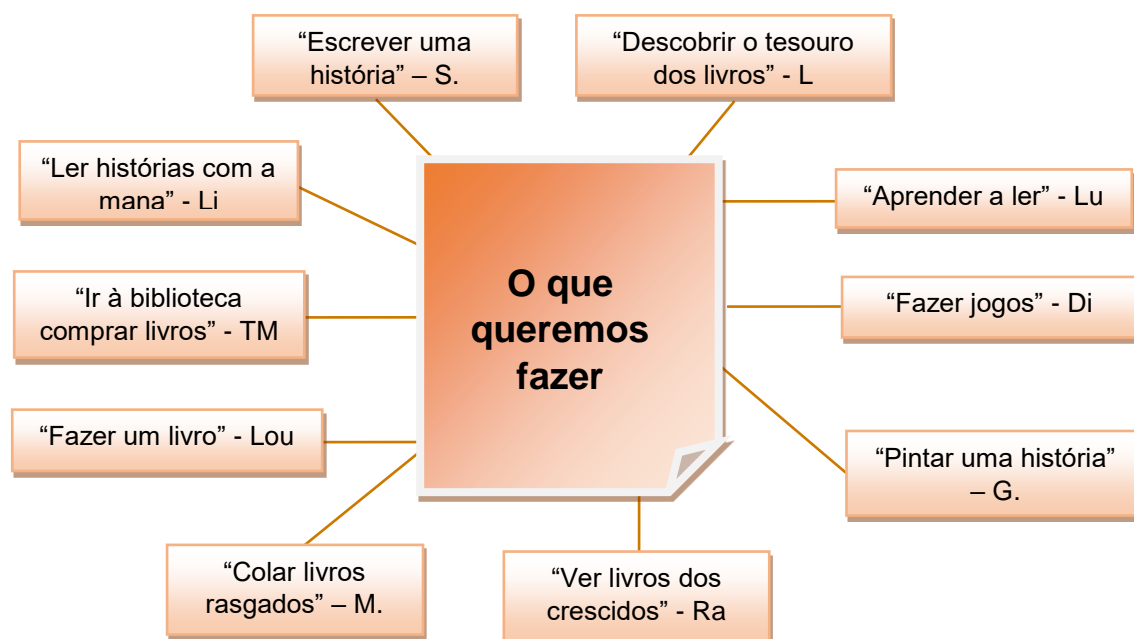 “Escrever uma
história” – S.
“Descobrir o tesouro
dos livros” - L
“Ler histórias com a
mana” - Li
“Aprender a ler” - Lu
“Ir à biblioteca
comprar livros” - TM
O que
queremos
fazer
“Fazer jogos” - Di
“Fazer um livro” - Lou
“Pintar uma história”
– G.
“Colar livros
rasgados” – M.
“Ver livros dos
crescidos” - Ra